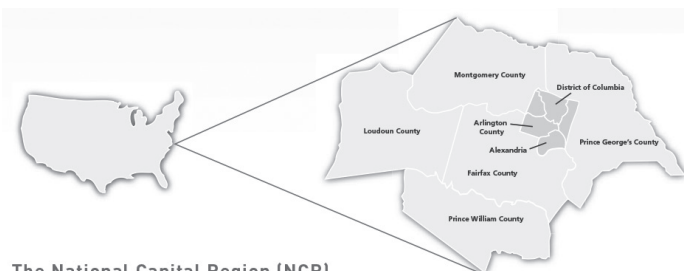 Montgomery County
District of Columbia
Arlington
County
Loudoun County
Alexandria
Prince George's County
Fairfax County
Prince William County
The National Capital Region (NCR)